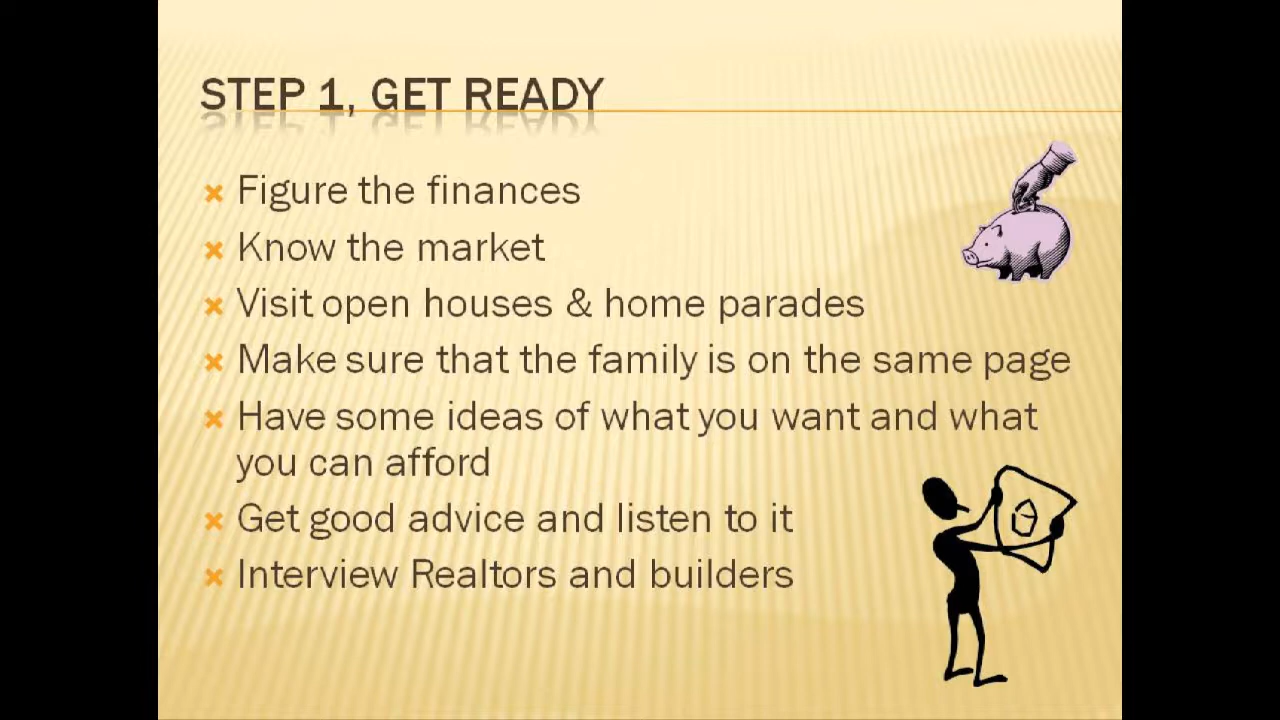 STEP 1, GET READY
Figure the finances
Know the market
Visit open houses & home parades
Make sure that the family is on the same page
Have some ideas of what you want and what
you can afford
Get good advice and listen to it
Interview Realtors and builders